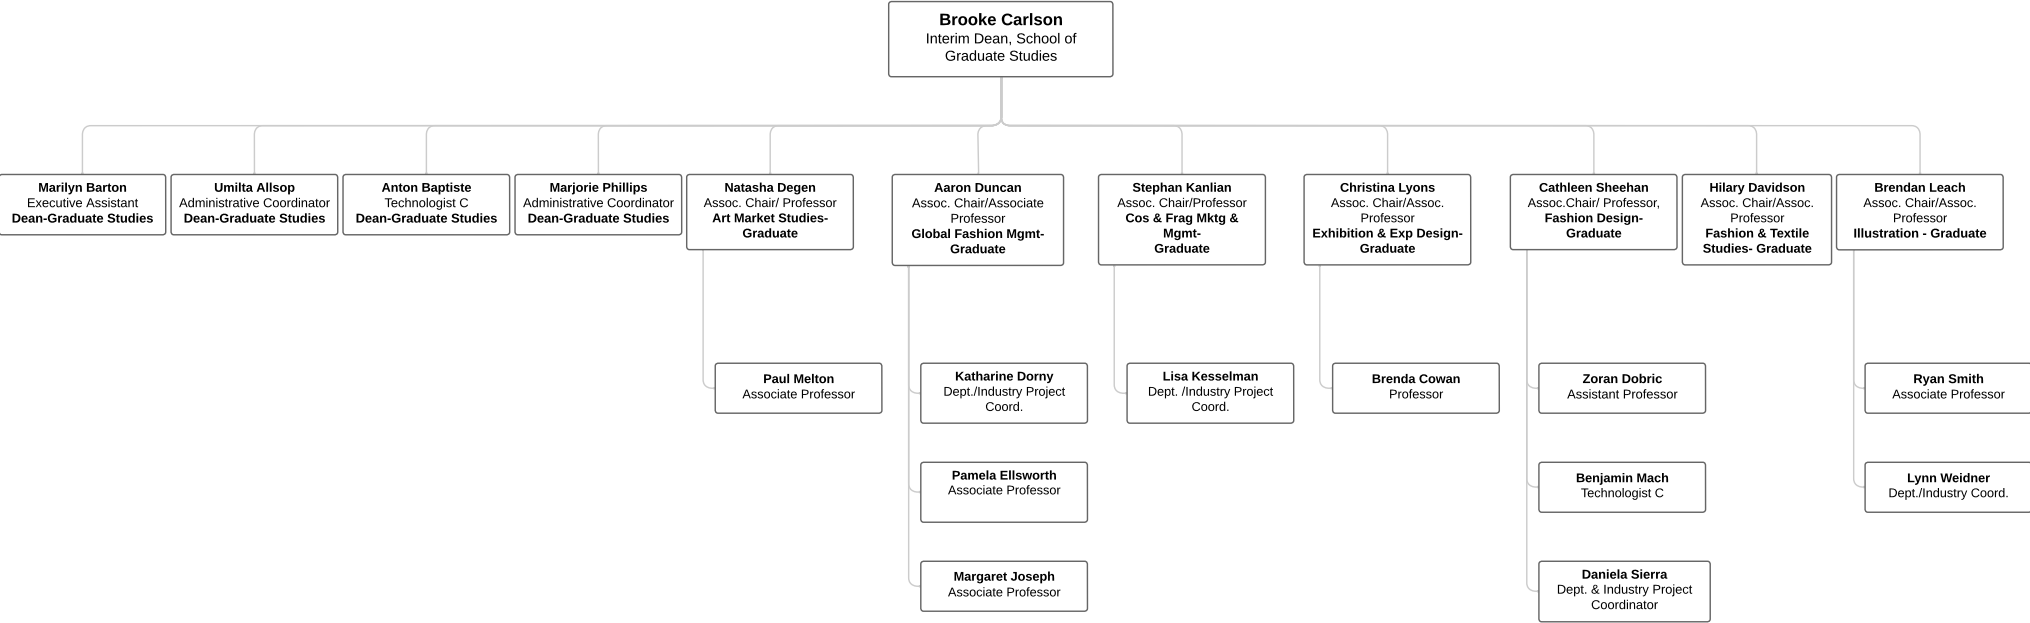 Brooke Carlson
Interim Dean, School of
Graduate Studies
Marilyn Barton
Executive Assistant
Dean-Graduate Studies
Umilta Allsop
Administrative Coordinator
Dean-Graduate Studies
Anton Baptiste
Technologist C
Dean-Graduate Studies
Marjorie Phillips
Administrative Coordinator
Dean-Graduate Studies
Natasha Degen
Assoc. Chair/ Professor
Art Market Studies-
Graduate
Aaron Duncan
Assoc. Chair/Associate
Professor
Global Fashion Mgmt-
Graduate
Stephan Kanlian
Assoc. Chair/Professor
Cos & Frag Mktg &
Mgmt-
Graduate
Christina Lyons
Assoc. Chair/Assoc.
Professor
Exhibition & Exp Design-
Graduate
Cathleen Sheehan
Assoc.Chair/ Professor,
Fashion Design-
Graduate
Hilary Davidson
Assoc. Chair/Assoc.
Professor
Fashion & Textile
Studies- Graduate
Brendan Leach
Assoc. Chair/Assoc.
Professor
Illustration - Graduate
Paul Melton
Associate Professor
Katharine Dorny
Dept./Industry Project
Coord.
Lisa Kesselman
Dept. /Industry Project
Coord.
Brenda Cowan
Professor
Zoran Dobric
Assistant Professor
Ryan Smith
Associate Professor
Pamela Ellsworth
Associate Professor
Benjamin Mach
Technologist C
Lynn Weidner
Dept./Industry Coord.
Margaret Joseph
Associate Professor
Daniela Sierra
Dept. & Industry Project
Coordinator